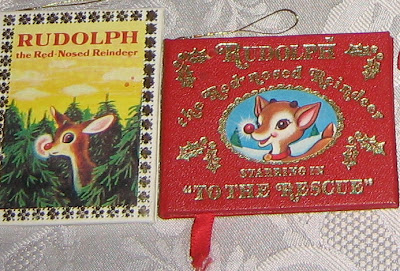 RUDOLPH
the Red-Nosed Reindeer
RUDOLPH
the Red-Nosed Reindeer
STARRING IN
"TO THE RESCUE"